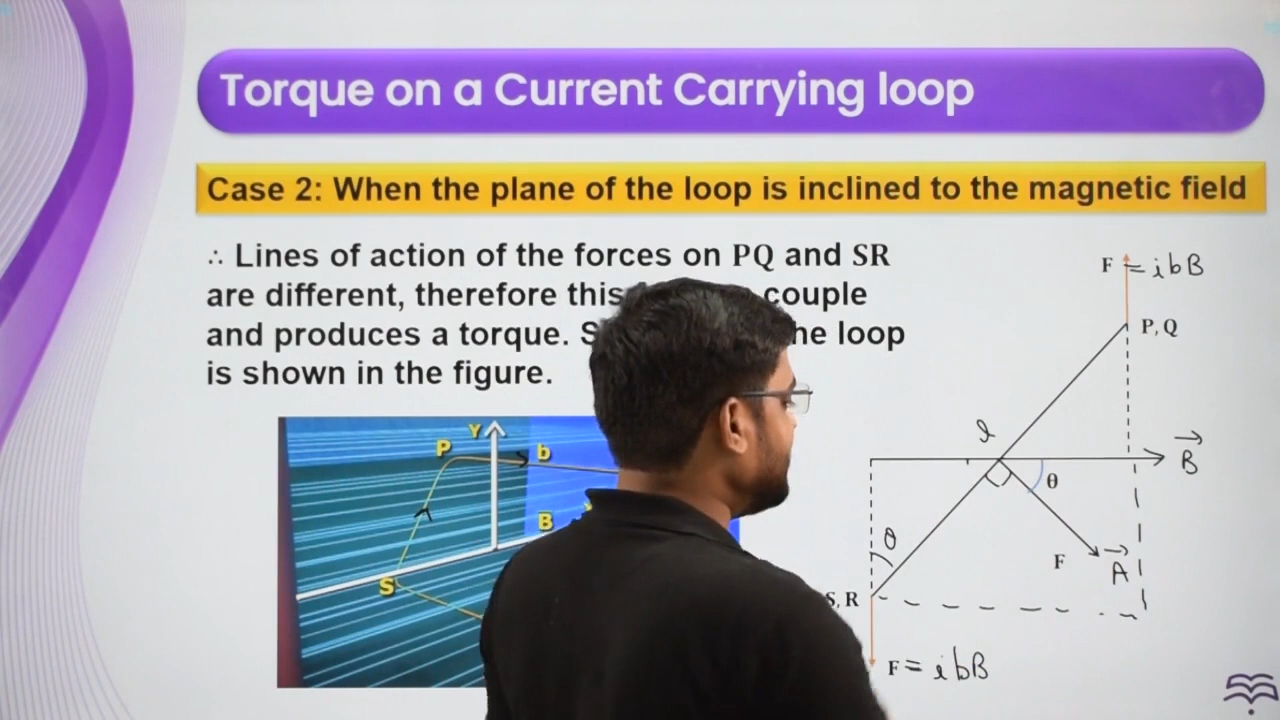 Torque on a Current Carrying loop
Case 2: When the plane of the loop is inclined to the magnetic field
∴ Lines of action of the forces on PQ and SR
are different, therefore this couple
and produces a torque. S he loop
is shown in the figure.
F = ibB
P, Q
l
B
θ
θ
F
A
S, R
F = ibB
Y
P
b
B
S